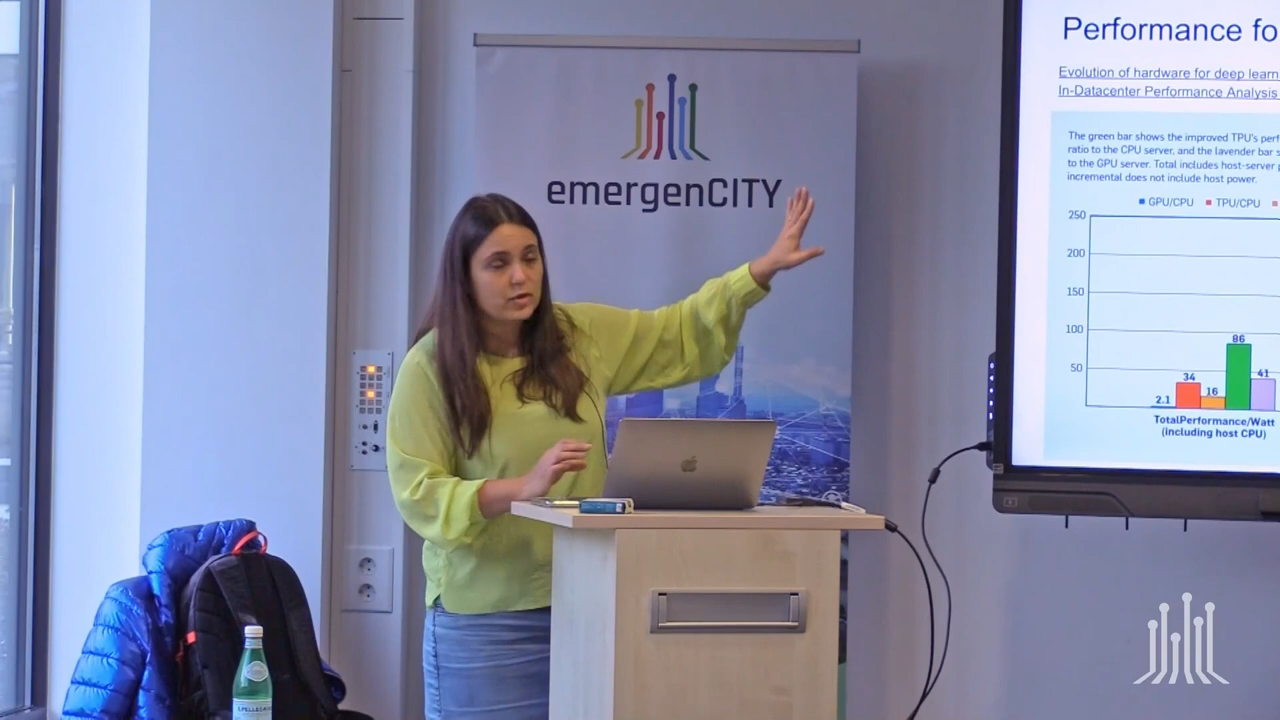 emergenCITY
Performance fo
Evolution of hardware for deep learn
In-Datacenter Performance Analysis
The green bar shows the improved TPU's perf
ratio to the CPU server, and the lavender bar s
to the GPU server. Total includes host-server p
incremental does not include host power.
GPU/CPU TPU/CPU
250
200
150
100
50
2.1 34 16 86 41
TotalPerformance/Watt
(including host CPU)
S.PELLEGRINO